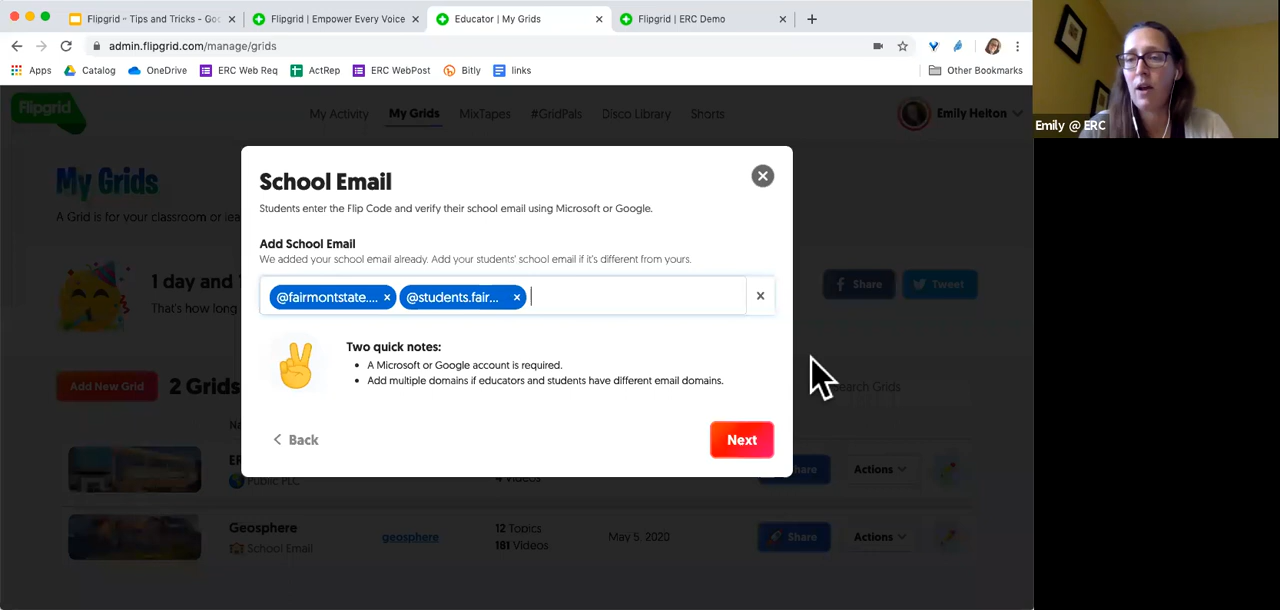 Flipgrid - Tips and Tricks - Goo
Flipgrid | Empower Every Voice
Educator | My Grids
Flipgrid | ERC Demo
admin.flipgrid.com/manage/grids
Apps
Catalog
OneDrive
ERC Web Req
ActRep
ERC WebPost
Bitly
links
Other Bookmarks
Emily @ ERC
Flipgrid
My Activity
My Grids
MixTapes
#GridPals
Disco Library
Shorts
Emily Helton
My Grids
A Grid is for your classroom or
School Email
Students enter the Flip Code and verify their school email using Microsoft or Google.
Add School Email
We added your school email already. Add your students' school email if it's different from yours.
@fairmontstate....
@students.fair...
Two quick notes:
• A Microsoft or Google account is required.
• Add multiple domains if educators and students have different email domains.
Back
Next
1 day and
That's how long
Share
Tweet
Add New Grid
2 Grids
Search Grids
Public PLC
4 Videos
Share
Actions
Geosphere
School Email
geosphere
12 Topics
181 Videos
May 5, 2020
Share
Actions